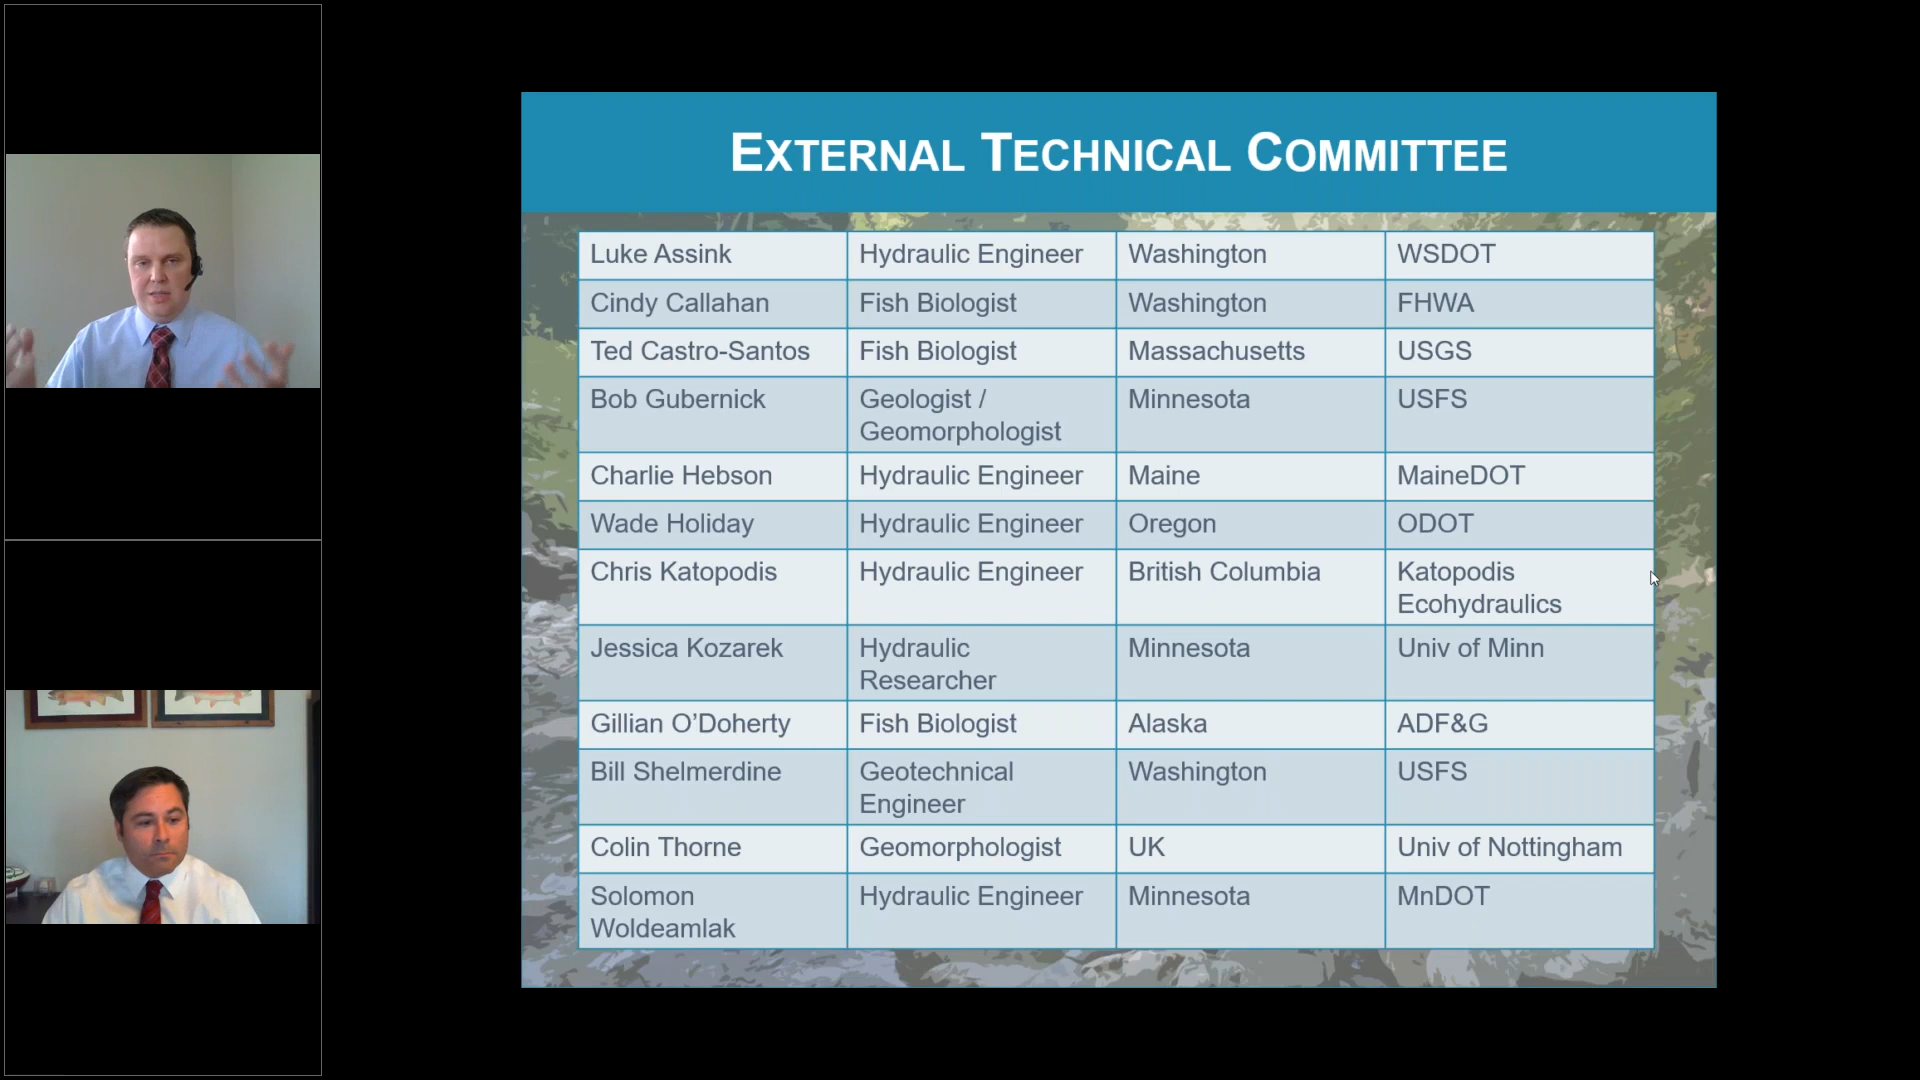 EXTERNAL TECHNICAL COMMITTEE
Luke Assink Hydraulic Engineer Washington WSDOT
Cindy Callahan Fish Biologist Washington FHWA
Ted Castro-Santos Fish Biologist Massachusetts USGS
Bob Gubernick Geologist / Minnesota USFS
Geomorphologist
Charlie Hebson Hydraulic Engineer Maine MaineDOT
Wade Holiday Hydraulic Engineer Oregon ODOT
Chris Katopodis Hydraulic Engineer British Columbia Katopodis
Ecohydraulics
Jessica Kozarek Hydraulic Minnesota Univ of Minn
Researcher
Gillian O’Doherty Fish Biologist Alaska ADF&G
Bill Shelmerdine Geotechnical Washington USFS
Engineer
Colin Thorne Geomorphologist UK Univ of Nottingham
Solomon Hydraulic Engineer Minnesota MnDOT
Woldeamlak